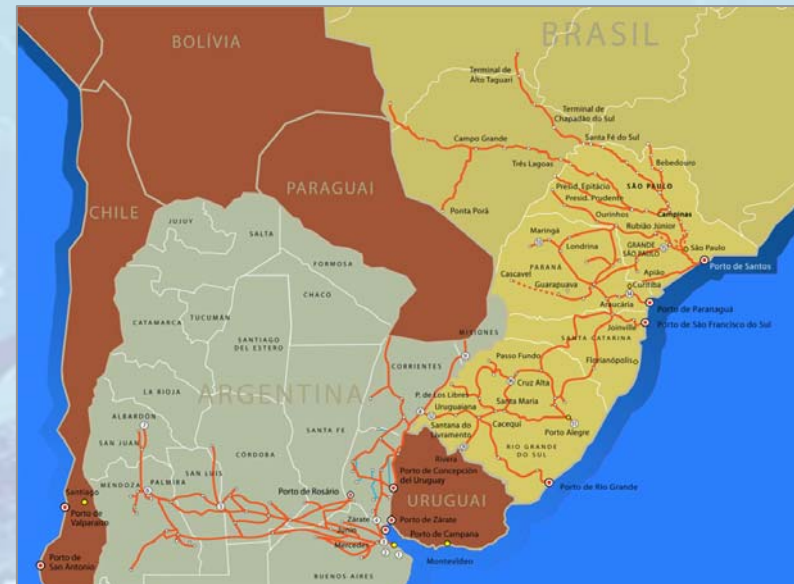 BOLÍVIA
BRASIL
Terminal de
Alto Taguari
Terminal de
Chapadão do Sul
Campo Grande
Santa Fé do Sul
Bebedouro
Três Lagoas
PARAGUAI
Presid. Epitácio
SÃO PAULO
Presid. Prudente
CHILE
Ponta Porã
Ourinhos
Campinas
JUJUY
Maringá
Rubião Júnior
SALTA
Londrina
GRANDE
SÃO PAULO
São Paulo
FORMOSA
Cascavel
PARANÁ
Apião
Porto de Santos
Guarapuava
Curitiba
CHACO
Araucária
Porto de Paranaguá
CATAMARCA
TUCUMÁN
MISIONES
Joinville
Porto de São Francisco do Sul
SANTIAGO
DEL ESTERO
SANTA CATARINA
CORRIENTES
Passo Fundo
Florianópolis
LA RIOJA
ARGENTINA
P. de Los Libres
Cruz Alta
Uruguaiana
Santa Maria
ALBARDÓN
Santana do
Livramento
Cacequi
Porto Alegre
SANTA FE
SAN JUAN
CÓRDOBA
RIO GRANDE
DO SUL
Rivera
SAN LUIS
Porto de Concepción
del Uruguay
MENDOZA
PALMIRA
Porto de Rio Grande
Santiago
Porto de Rosário
URUGUAI
Porto de
Valparaíso
Zárate
Porto de Zárate
Junin
Porto de Campana
Mercedes
Montevideo
Porto de
San Antonio
BUENOS AIRES